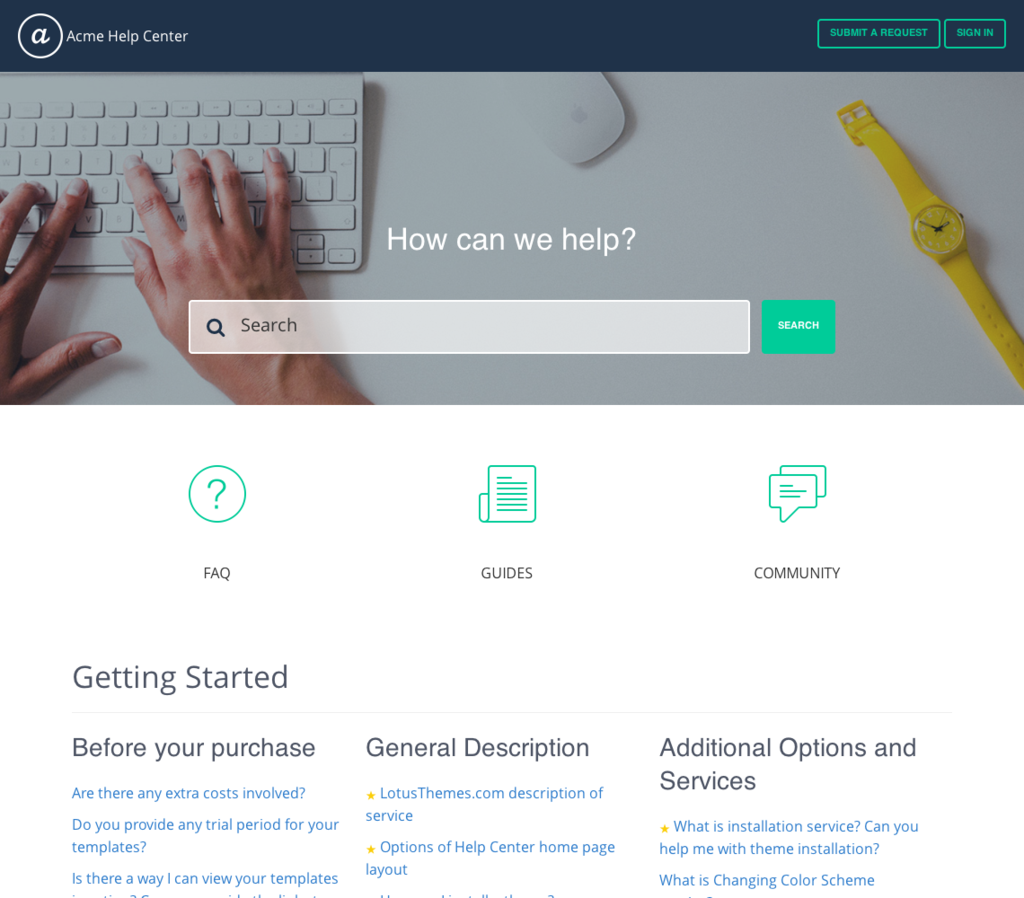 a Acme Help Center
SUBMIT A REQUEST
SIGN IN
How can we help?
Search
SEARCH
FAQ
GUIDES
COMMUNITY
Getting Started
Before your purchase
Are there any extra costs involved?
Do you provide any trial period for your
templates?
Is there a way I can view your templates
General Description
LotusThemes.com description of
service
Options of Help Center home page
layout
Additional Options and
Services
What is installation service? Can you
help me with theme installation?
What is Changing Color Scheme